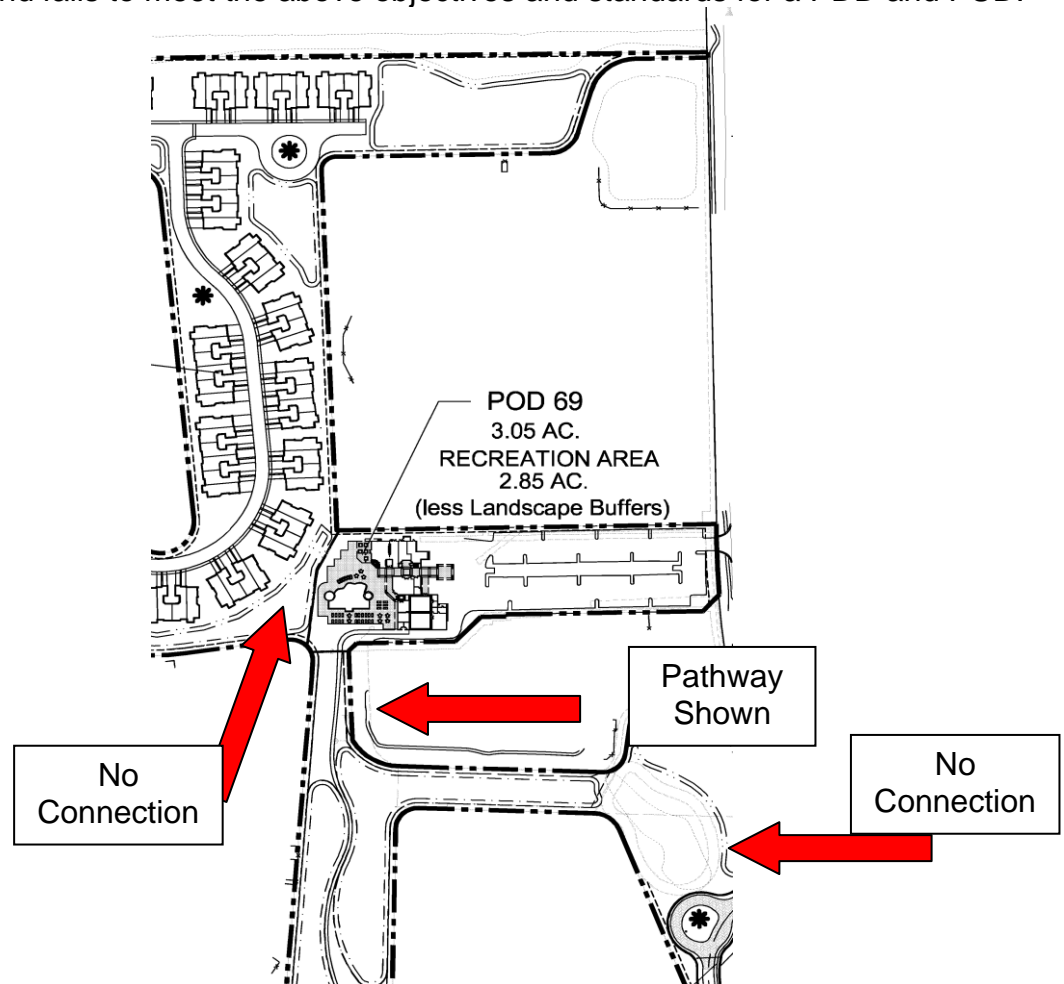 fails to meet the above objectives and standards for a PDD and PUD.
POD 69
3.05 AC.
RECREATION AREA
2.85 AC.
(less Landscape Buffers)
Pathway
Shown
No
Connection
No
Connection